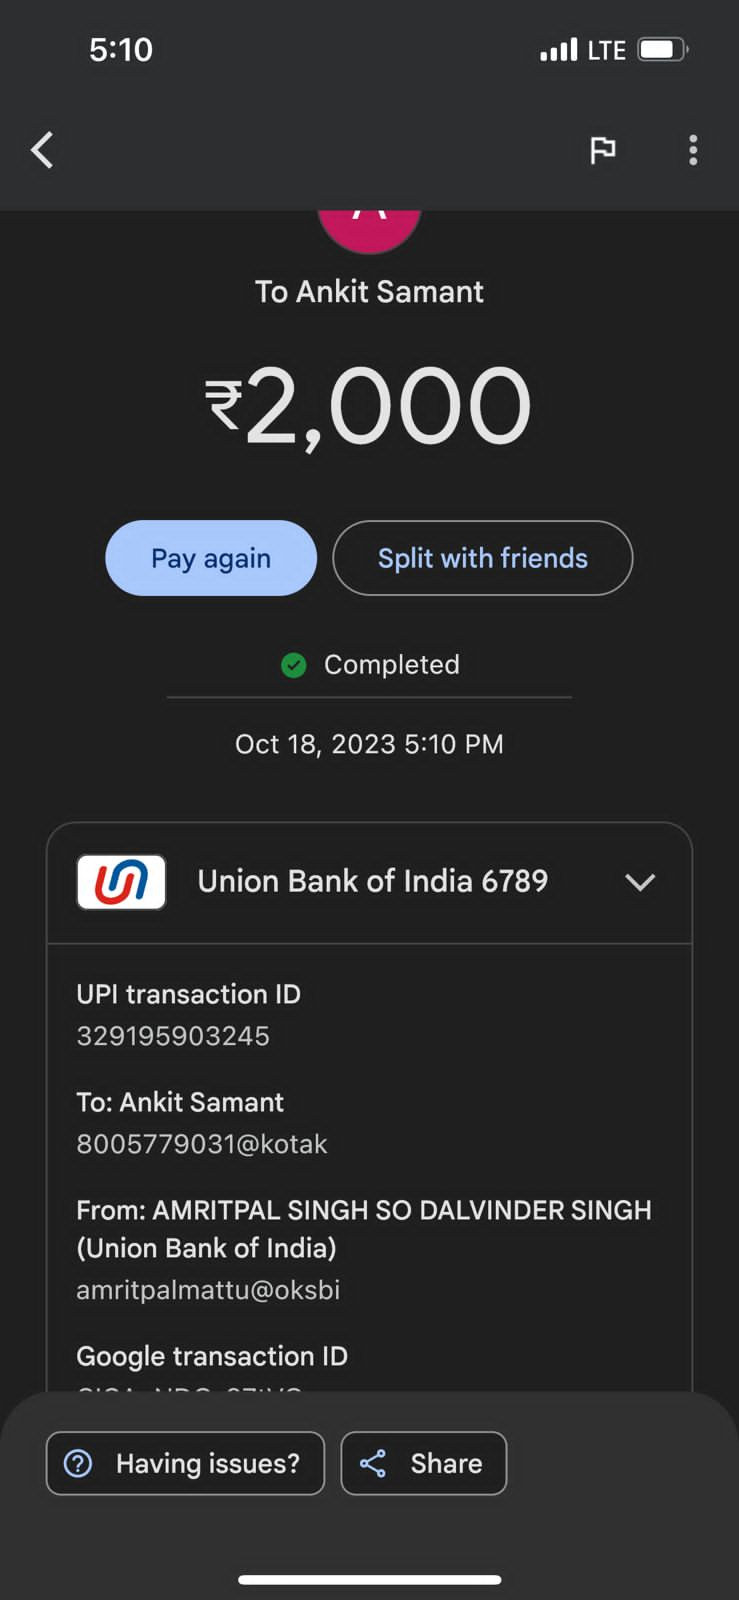 5:10
LTE
To Ankit Samant
₹2,000
Pay again
Split with friends
Completed
Oct 18, 2023 5:10 PM
Union Bank of India 6789
UPI transaction ID
329195903245
To: Ankit Samant
8005779031@kotak
From: AMRITPAL SINGH SO DALVINDER SINGH
(Union Bank of India)
amritpalmattu@oksbi
Google transaction ID
Having issues?
Share